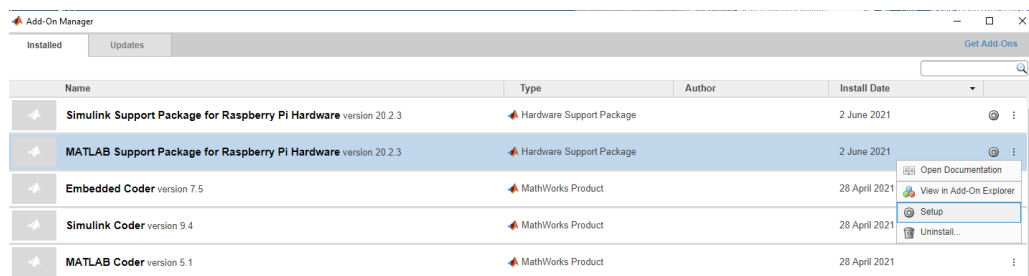 Add-On Manager
Installed Updates Get Add-Ons
Name Type Author Install Date
Simulink Support Package for Raspberry Pi Hardware version 20.2.3 Hardware Support Package 2 June 2021
MATLAB Support Package for Raspberry Pi Hardware version 20.2.3 Hardware Support Package 2 June 2021
Open Documentation
Embedded Coder version 7.5 MathWorks Product 28 April 2021 View in Add-On Explorer
Setup
Simulink Coder version 9.4 MathWorks Product 28 April 2021
Uninstall...
MATLAB Coder version 5.1 MathWorks Product 28 April 2021